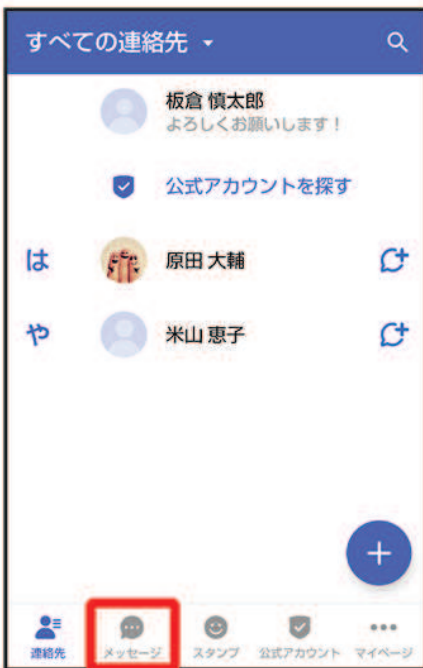 すべての連絡先
板倉 慎太郎
よろしくお願いします！
公式アカウントを探す
は
原田 大輔
や
米山 恵子
連絡先
メッセージ
スタンプ
公式アカウント
マイページ